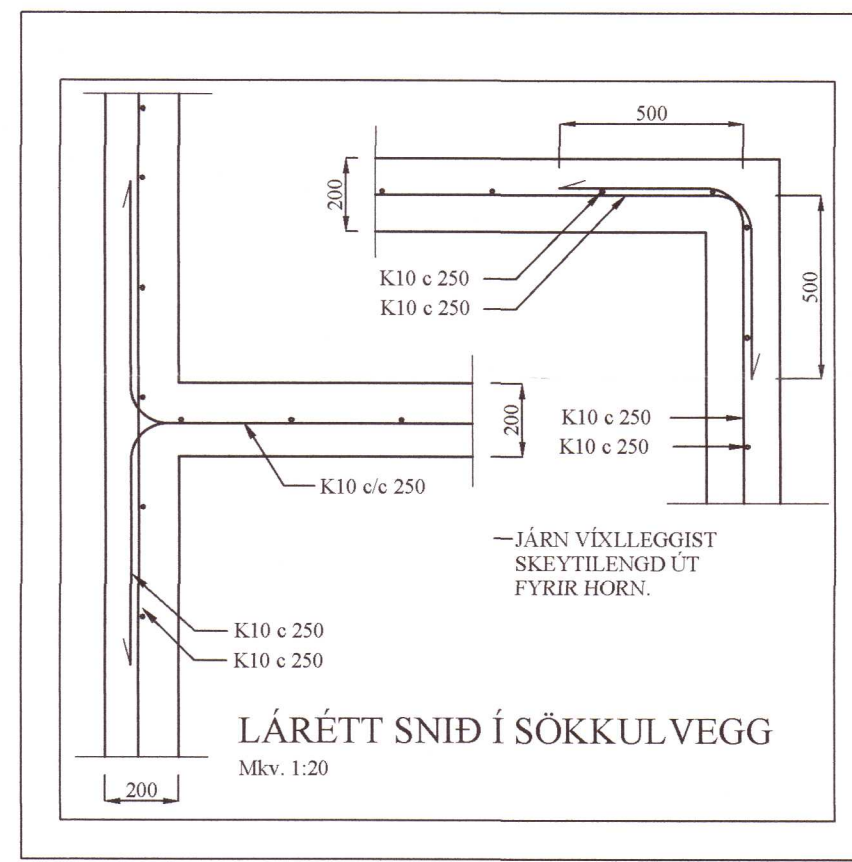 500
200
500
K10 c 250
K10 c 250
200
K10 c 250
K10 c 250
K10 c/c 250
—JÁRN VÍXLLEGGIST
SKEYTILENGD ÚT
FYRIR HORN.
K10 c 250
K10 c 250
LÁRÉTT SNIÐ Í SÖKKULVEGG
Mkv. 1:20
200